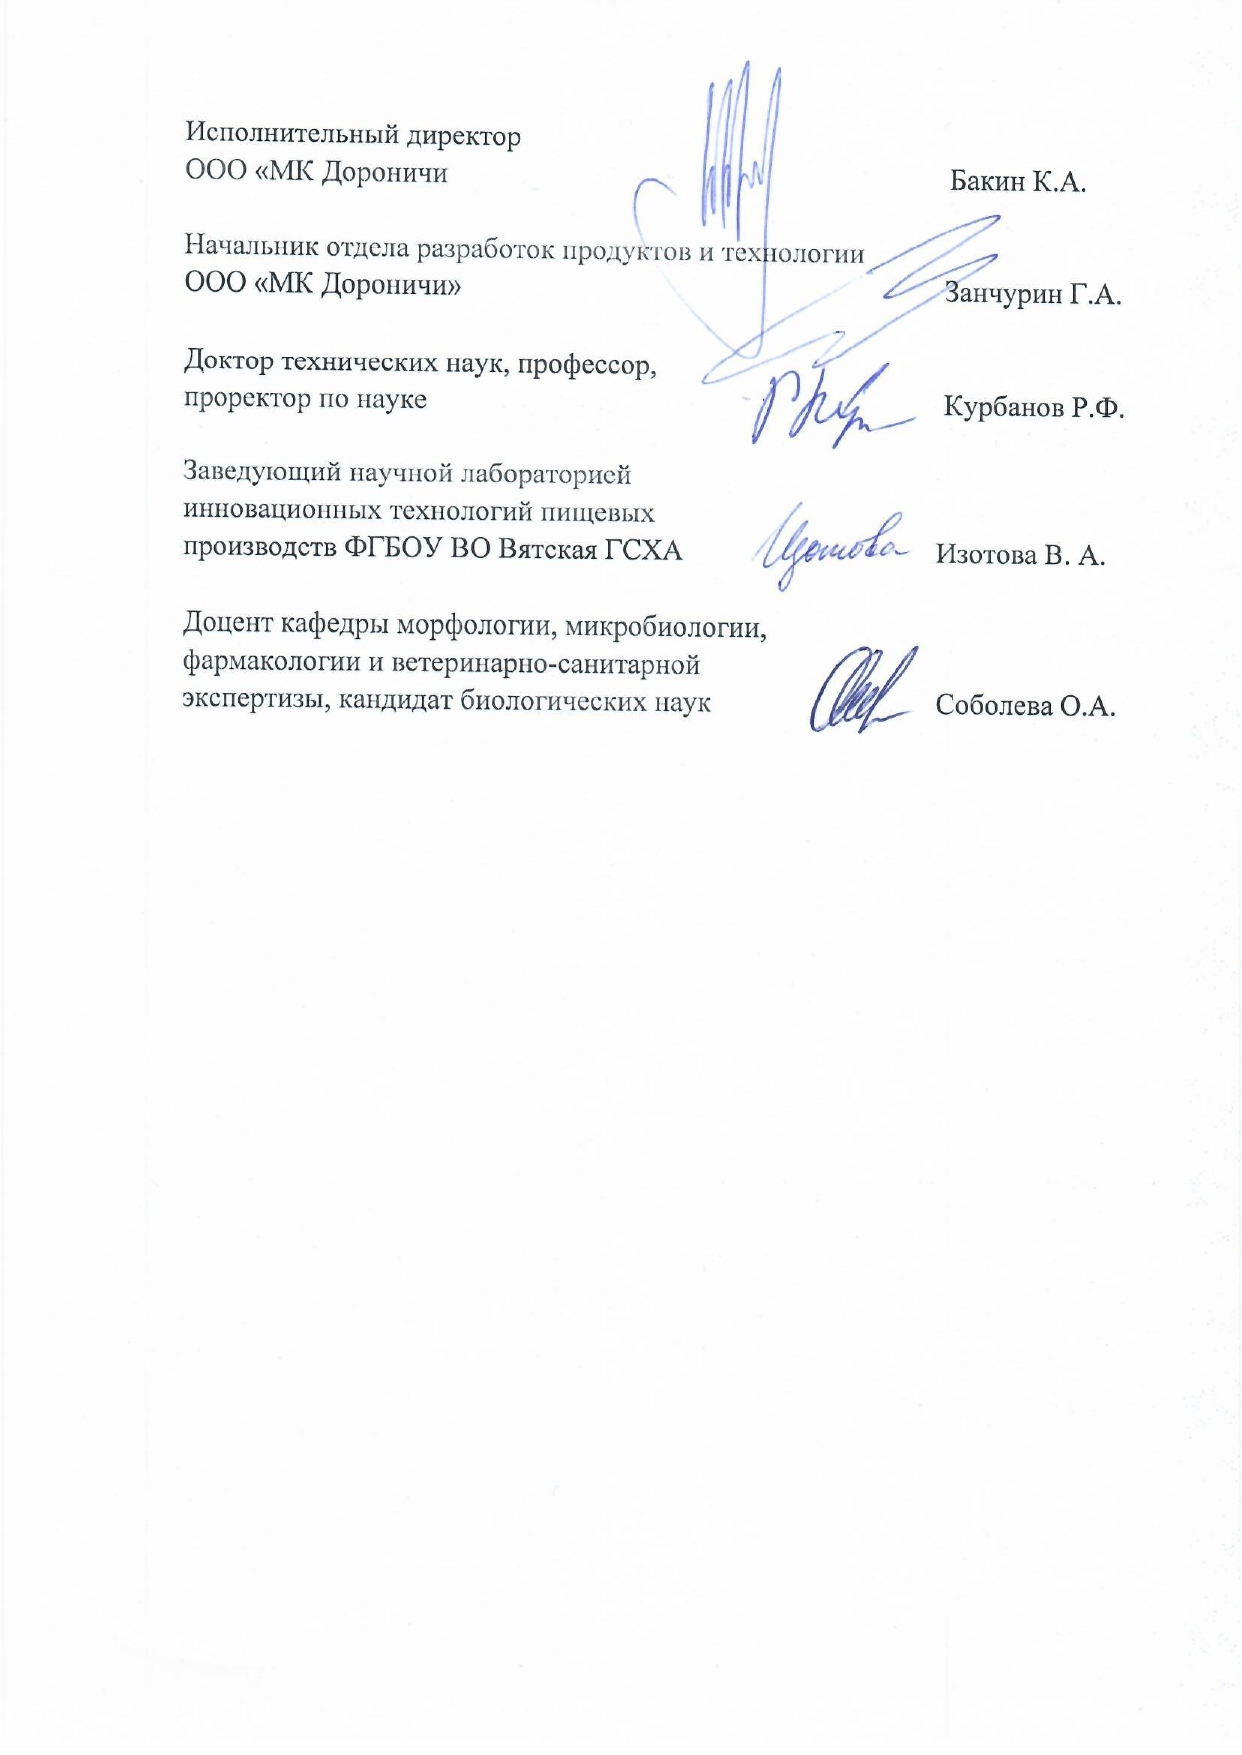 Исполнительный директор
ООО «МК Дороничи
Бакин К.А.
Начальник отдела разработок продуктов и технологии
ООО «МК Дороничи»
Занчурин Г.А.
Доктор технических наук, профессор,
проректор по науке
Курбанов Р.Ф.
Заведующий научной лабораторией
инновационных технологий пищевых
производств ФГБОУ ВО Вятская ГСХА
Изотова
Изотова В. А.
Доцент кафедры морфологии, микробиологии,
фармакологии и ветеринарно-санитарной
экспертизы, кандидат биологических наук
Соболева О.А.